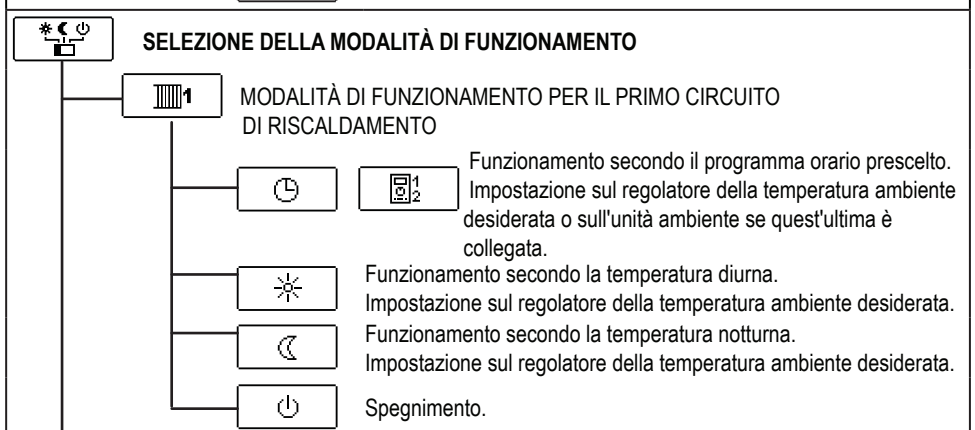 SELEZIONE DELLA MODALITÀ DI FUNZIONAMENTO
1
MODALITÀ DI FUNZIONAMENTO PER IL PRIMO CIRCUITO
DI RISCALDAMENTO
1
2
Funzionamento secondo il programma orario prescelto.
Impostazione sul regolatore della temperatura ambiente
desiderata o sull'unità ambiente se quest'ultima è
collegata.
Funzionamento secondo la temperatura diurna.
Impostazione sul regolatore della temperatura ambiente desiderata.
Funzionamento secondo la temperatura notturna.
Impostazione sul regolatore della temperatura ambiente desiderata.
Spegnimento.